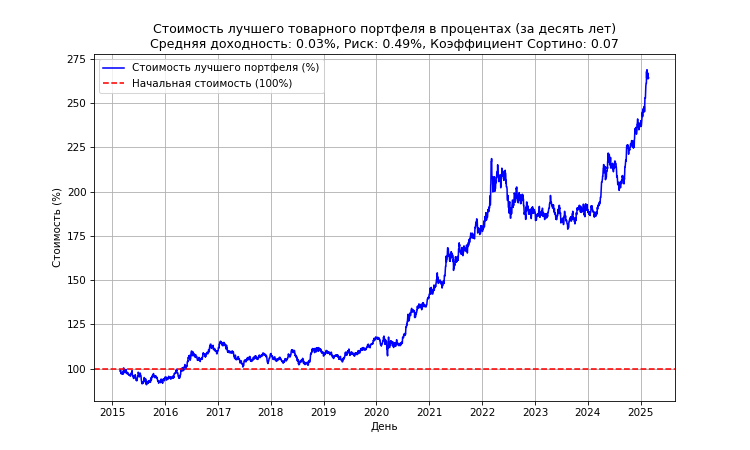 Стоимость лучшего товарного портфеля в процентах (за десять лет)
Средняя доходность: 0.03%, Риск: 0.49%, Коэффициент Сортино: 0.07
Стоимость лучшего портфеля (%)
Начальная стоимость (100%)
Стоимость (%)
275
250
225
200
175
150
125
100
2015 2016 2017 2018 2019 2020 2021 2022 2023 2024 2025
День